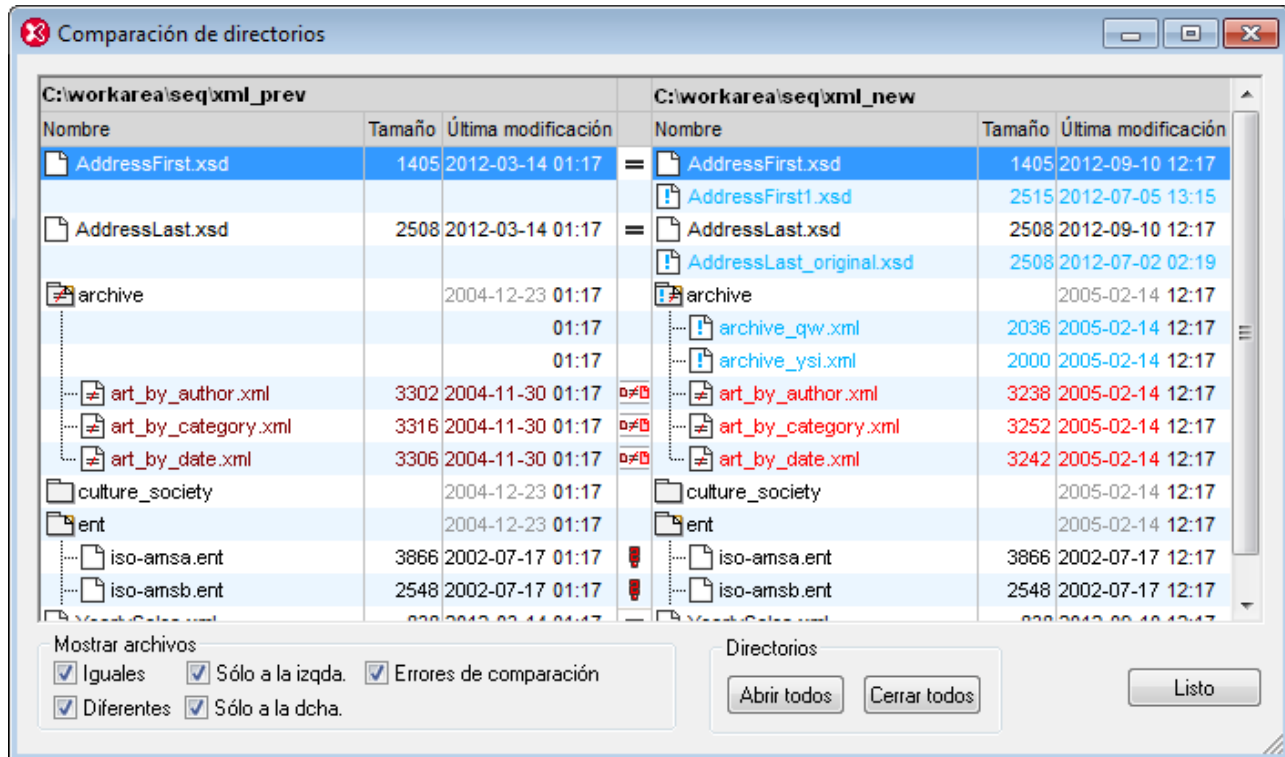 Comparación de directorios
C:\workarea\seq\xml_prev C:\workarea\seq\xml_new
Nombre Tamaño Última modificación Nombre Tamaño Última modificación
AddressFirst.xsd 1405 2012-03-14 01:17 = AddressFirst.xsd 1405 2012-09-10 12:17
AddressFirst1.xsd 2515 2012-07-05 13:15
AddressLast.xsd 2508 2012-03-14 01:17 = AddressLast.xsd 2508 2012-09-10 12:17
AddressLast_original.xsd 2508 2012-07-02 02:19
archive 2004-12-23 01:17 archive 2005-02-14 12:17
01:17 archive_qw.xml 2036 2005-02-14 12:17
01:17 archive_ysi.xml 2000 2005-02-14 12:17
art_by_author.xml 3302 2004-11-30 01:17 art_by_author.xml 3238 2005-02-14 12:17
art_by_category.xml 3316 2004-11-30 01:17 art_by_category.xml 3252 2005-02-14 12:17
art_by_date.xml 3306 2004-11-30 01:17 art_by_date.xml 3242 2005-02-14 12:17
culture_society 2004-12-23 01:17 culture_society 2005-02-14 12:17
ent 2004-12-23 01:17 ent 2005-02-14 12:17
iso-amsa.ent 3866 2002-07-17 01:17 iso-amsa.ent 3866 2002-07-17 12:17
iso-amsb.ent 2548 2002-07-17 01:17 iso-amsb.ent 2548 2002-07-17 12:17
Mostrar archivos Directorios
Iguales Sólo a la izqda. Errores de comparación
Diferentes Sólo a la dcha. Abrir todos Cerrar todos Listo